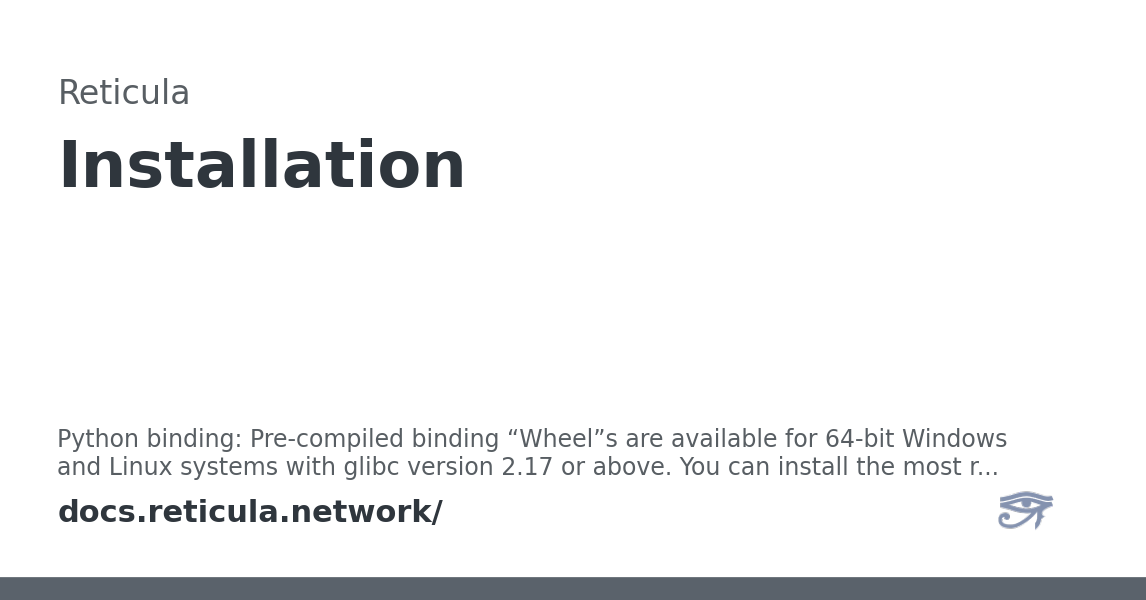 Reticula
Installation
Python binding: Pre-compiled binding “Wheel”s are available for 64-bit Windows
and Linux systems with glibc version 2.17 or above. You can install the most r...
docs.reticula.network/